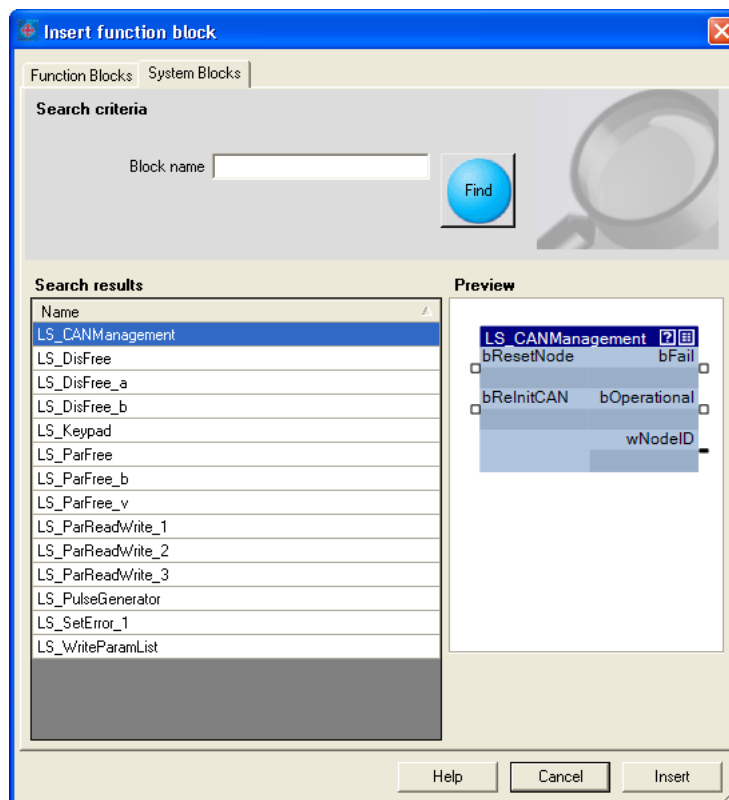 Insert function block
Function Blocks System Blocks
Search criteria
Block name
Find
Search results
Name
LS_CANManagement
LS_DisFree
LS_DisFree_a
LS_DisFree_b
LS_Keypad
LS_ParFree
LS_ParFree_b
LS_ParFree_v
LS_ParReadWrite_1
LS_ParReadWrite_2
LS_ParReadWrite_3
LS_PulseGenerator
LS_SetError_1
LS_WriteParamList
Preview
LS_CANManagement ?
bResetNode bFail
bReInitCAN bOperational
wNodeID
Help Cancel Insert